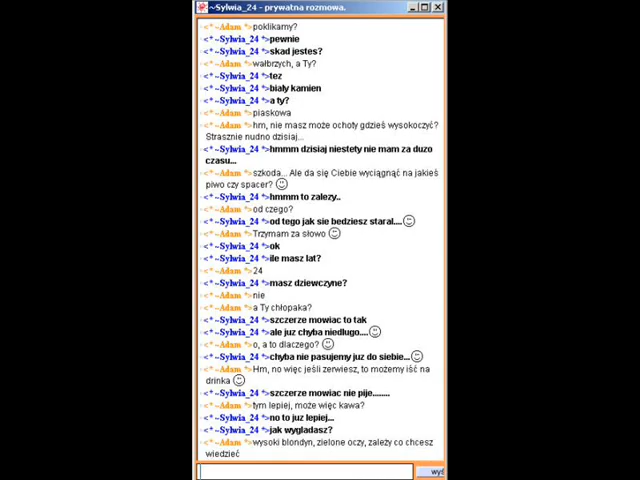 ~Sylwia_24 - prywatna rozmowa.
<*~Adam *>poklikamy?
<*~Sylwia_24 *>pewnie
<*~Sylwia_24 *>skad jestes?
<*~Adam *>wałbrzych, a Ty?
<*~Sylwia_24 *>tez
<*~Sylwia_24 *>biały kamien
<*~Sylwia_24 *>a ty?
<*~Adam *>piaskowa
<*~Adam *>hm, nie masz może ochoty gdzieś wyskoczyć?
Strasznie nudno dzisiaj...
<*~Sylwia_24 *>hmmm dzisiaj niestety nie mam za duzo
czasu...
<*~Adam *>szkoda... Ale da się Ciebie wyciągnąć na jakieś
piwo czy spacer?
<*~Sylwia_24 *>hmmm to zalezy..
<*~Adam *>od czego?
<*~Sylwia_24 *>od tego jak sie bedziesz staral....
<*~Adam *>Trzymam za słowo
<*~Sylwia_24 *>ok
<*~Sylwia_24 *>ile masz lat?
<*~Adam *>24
<*~Sylwia_24 *>masz dziewczyne?
<*~Adam *>nie
<*~Adam *>a Ty chłopaka?
<*~Sylwia_24 *>szczerze mowiac to tak
<*~Sylwia_24 *>ale juz chyba niedlugo....
<*~Adam *>o, a to dlaczego?
<*~Sylwia_24 *>chyba nie pasujemy juz do siebie...
<*~Adam *>Hm, no więc jeśli zerwiesz, to możemy iść na
drinka
<*~Sylwia_24 *>szczerze mowiac nie pije........
<*~Adam *>tym lepiej, może więc kawa?
<*~Sylwia_24 *>no to juz lepiej...
<*~Sylwia_24 *>jak wygladasz?
<*~Adam *>wysoki blondyn, zielone oczy, zależy co chcesz
wiedzieć
wyś